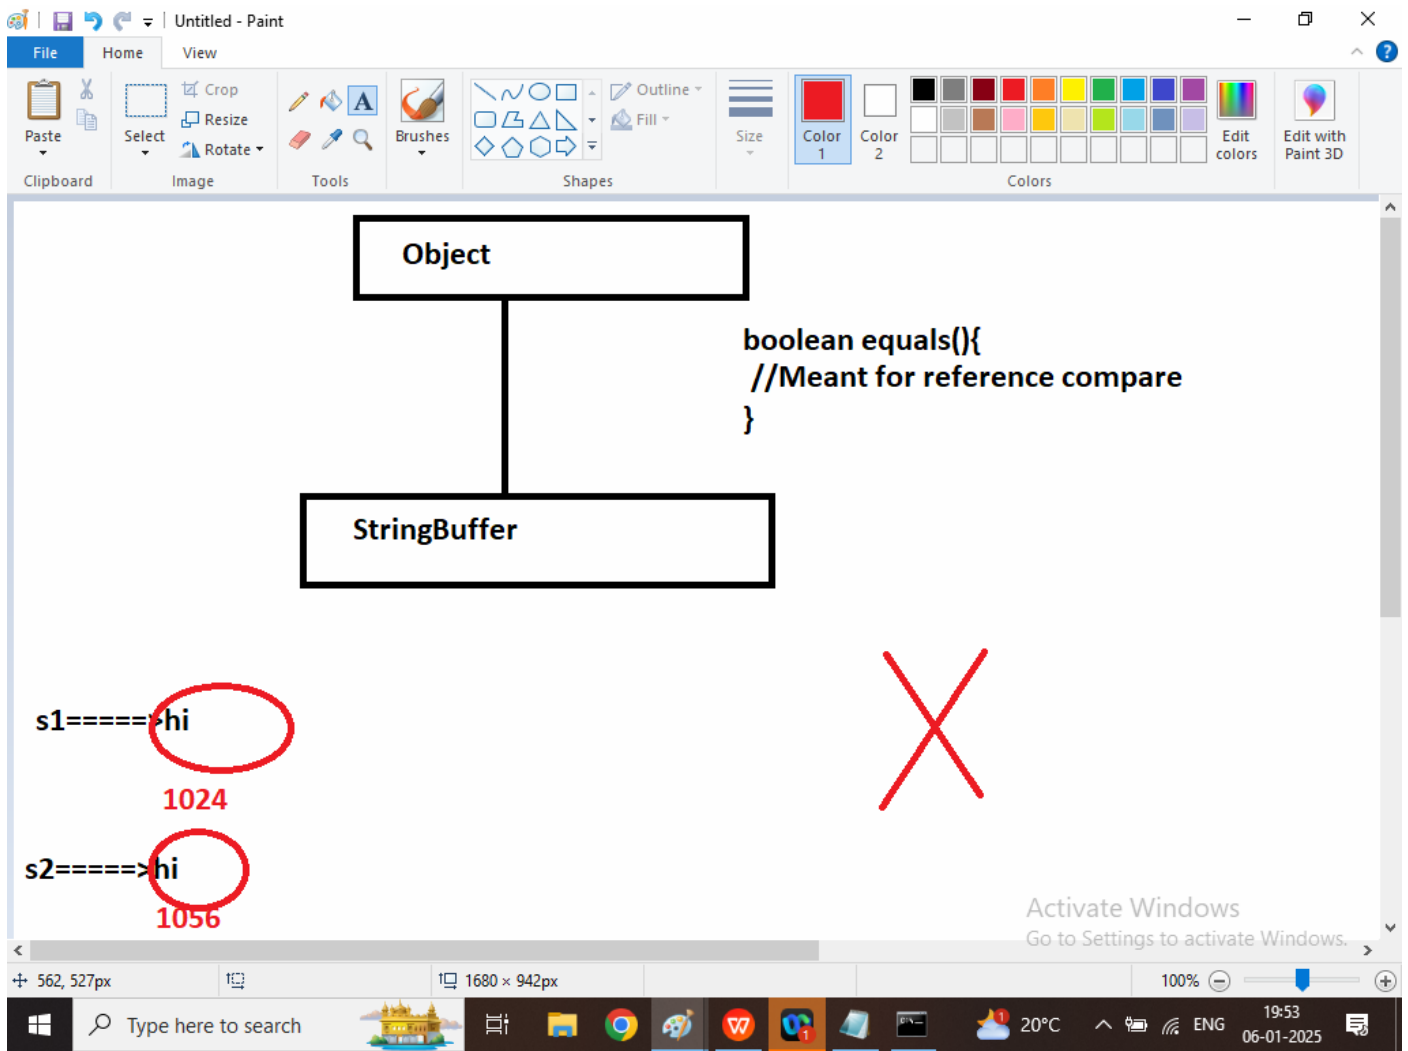 Untitled - Paint
File Home View
Paste
Clipboard
Select
Crop
Resize
Rotate
Image
A
Tools
Brushes
Shapes
Outline
Fill
Size
Color 1
Color 2
Colors
Edit colors
Edit with Paint 3D
Object
boolean equals(){
//Meant for reference compare
}
StringBuffer
s1=====>hi
1024
s2=====>hi
1056
Activate Windows
Go to Settings to activate Windows.
562, 527px
1680 × 942px
100%
Type here to search
1
1
20°C
ENG
19:53
06-01-2025